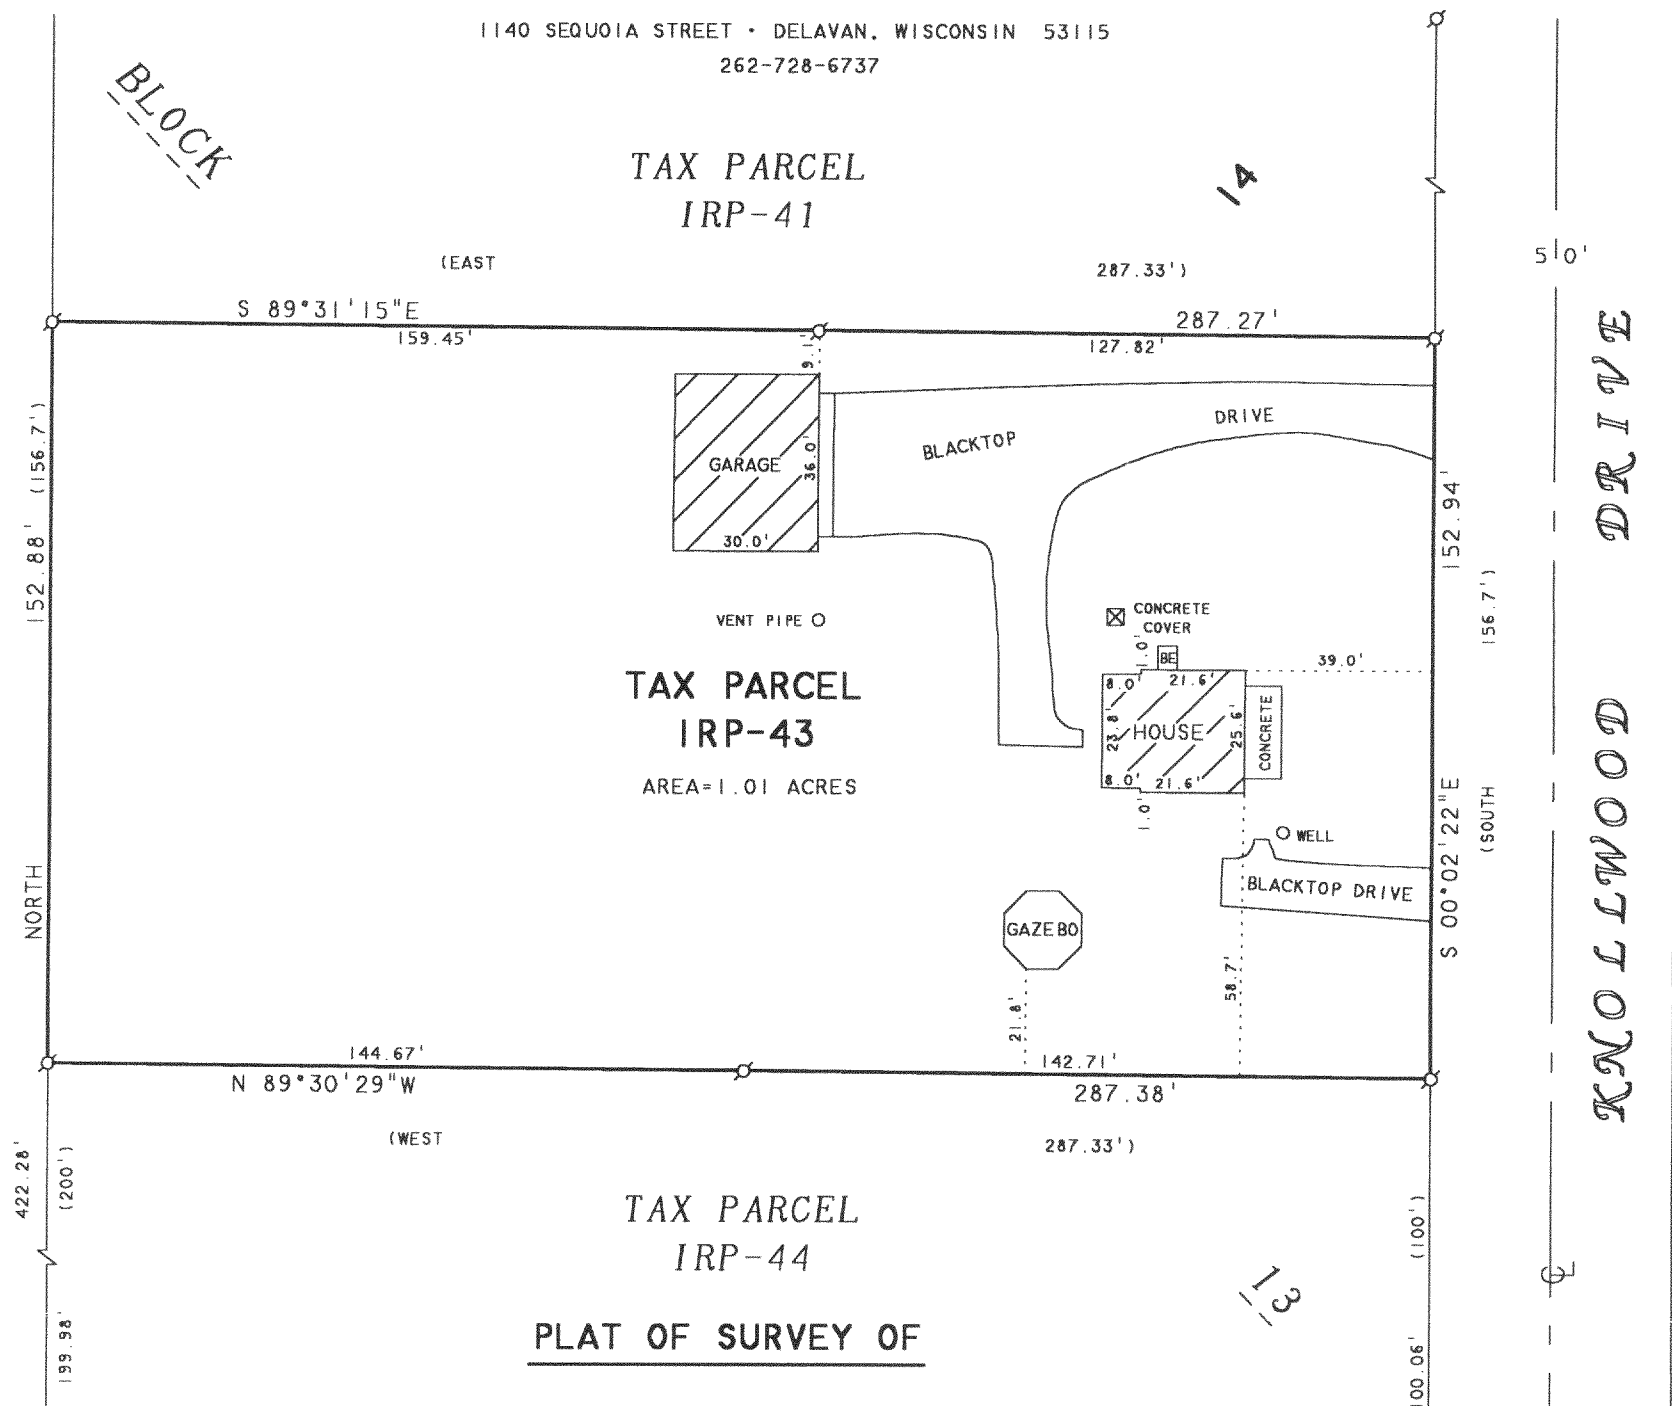 1140 SEQUOIA STREET • DELAVAN, WISCONSIN 53115
262-728-6737
BLOCK
TAX PARCEL
IRP-41
14
(EAST 287.33')
50'
S 89°31'15"E 287.27'
159.45'
127.82'
9.1'
GARAGE
36.0'
30.0'
BLACKTOP DRIVE
152.88' (156.7')
NORTH
152.94'
S 00°02'22"E
(SOUTH 156.7')
KNOLLWOOD DRIVE
VENT PIPE
CONCRETE
COVER
1.0'
BE
39.0'
8.0'
21.6'
23.8'
HOUSE
25.6'
CONCRETE
8.0'
21.6'
1.0'
TAX PARCEL
IRP-43
AREA=1.01 ACRES
WELL
BLACKTOP DRIVE
GAZEBO
21.8'
58.7'
144.67'
142.71'
N 89°30'29"W 287.38'
(WEST 287.33')
422.28'
(200')
199.98'
(100')
100.06'
TAX PARCEL
IRP-44
13
PLAT OF SURVEY OF